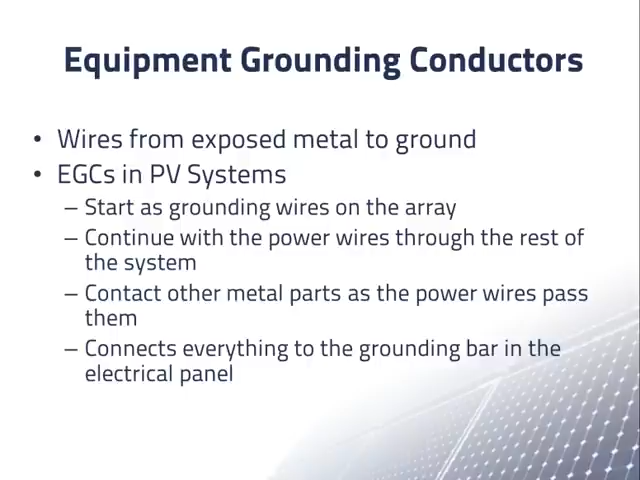 Equipment Grounding Conductors
• Wires from exposed metal to ground
• EGCs in PV Systems
– Start as grounding wires on the array
– Continue with the power wires through the rest of
the system
– Contact other metal parts as the power wires pass
them
– Connects everything to the grounding bar in the
electrical panel